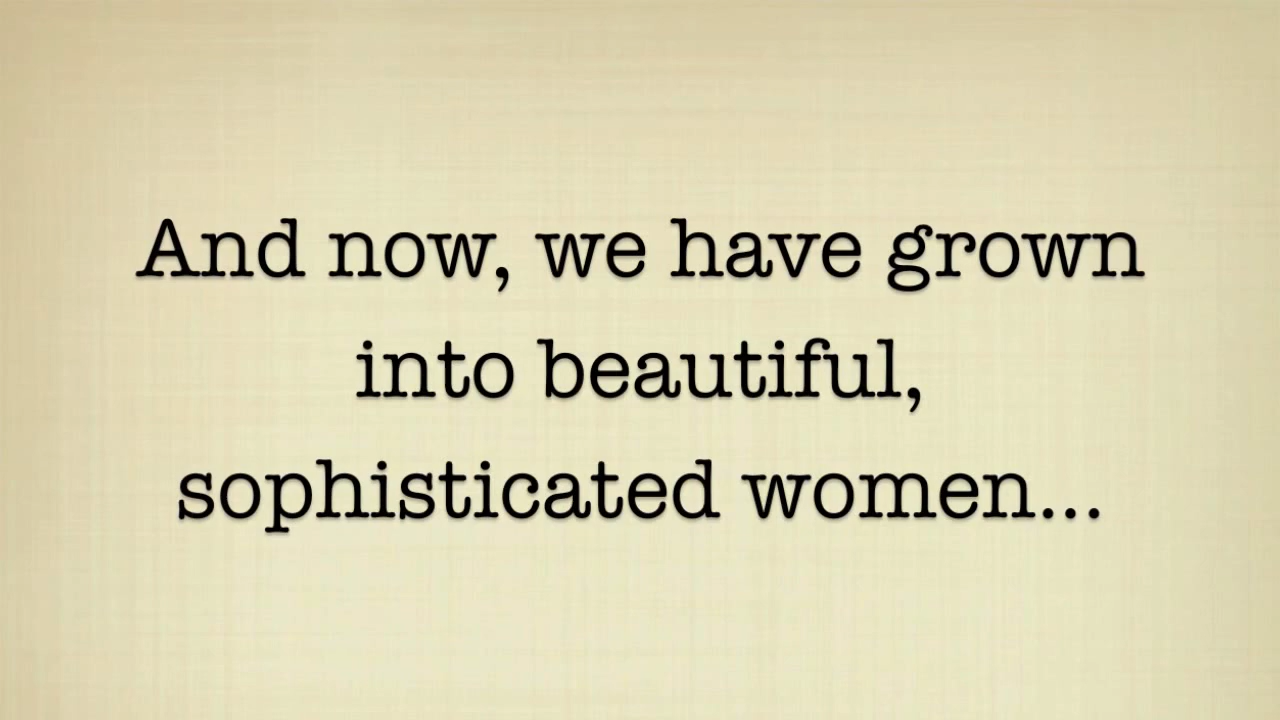 And now, we have grown
into beautiful,
sophisticated women...